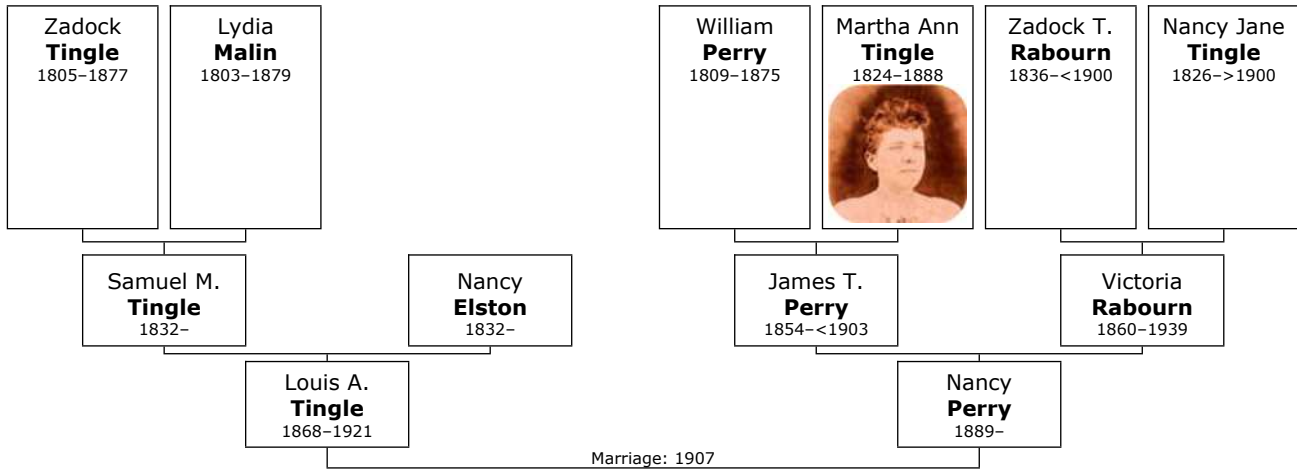 Zadock
Tingle
1805–1877
Lydia
Malin
1803–1879
William
Perry
1809–1875
Martha Ann
Tingle
1824–1888
Zadock T.
Rabourn
1836–<1900
Nancy Jane
Tingle
1826–>1900
Samuel M.
Tingle
1832–
Nancy
Elston
1832–
James T.
Perry
1854–<1903
Victoria
Rabourn
1860–1939
Louis A.
Tingle
1868–1921
Nancy
Perry
1889–
Marriage: 1907